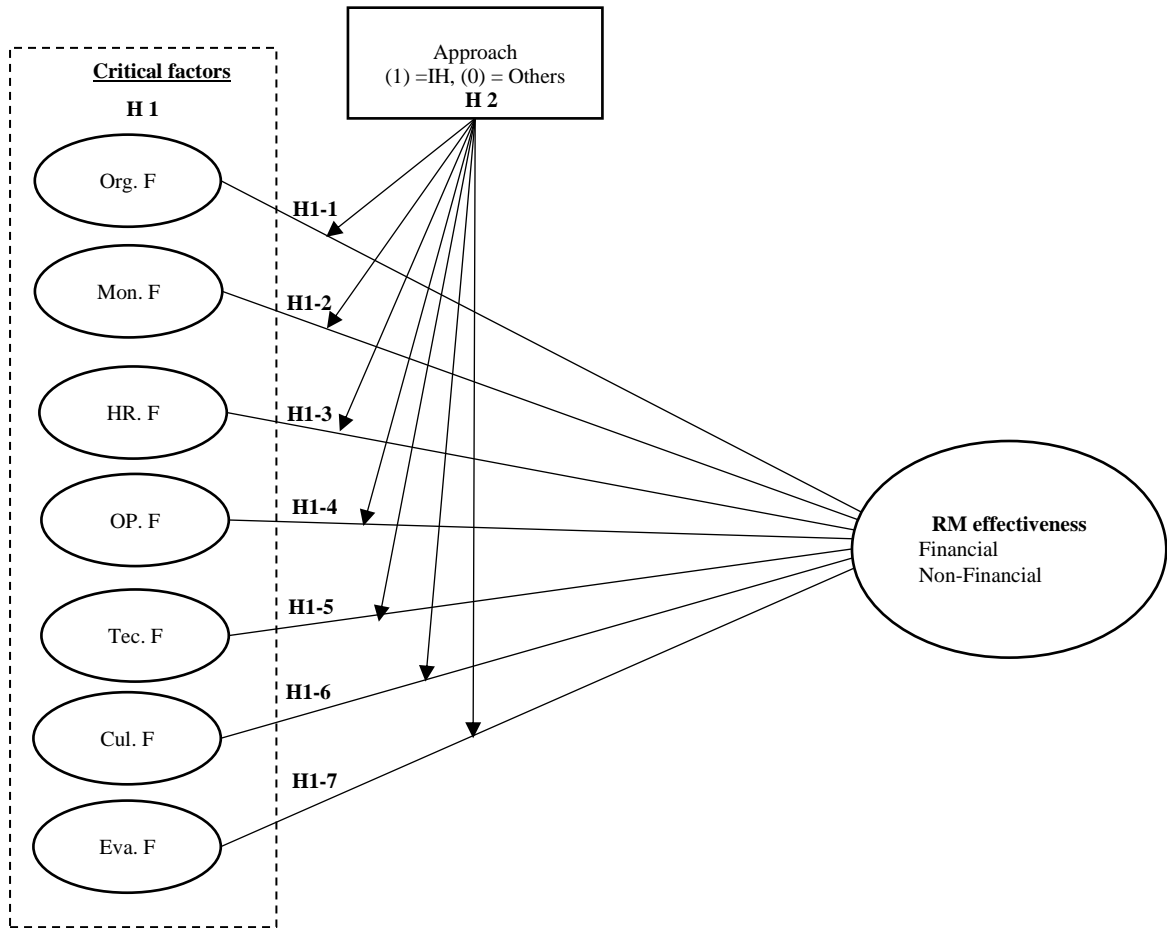 Approach
(1) =IH, (0) = Others
H 2
Critical factors
H 1
Org. F
H1-1
Mon. F
H1-2
HR. F
H1-3
OP. F
H1-4
RM effectiveness
Financial
Non-Financial
Tec. F
H1-5
Cul. F
H1-6
Eva. F
H1-7